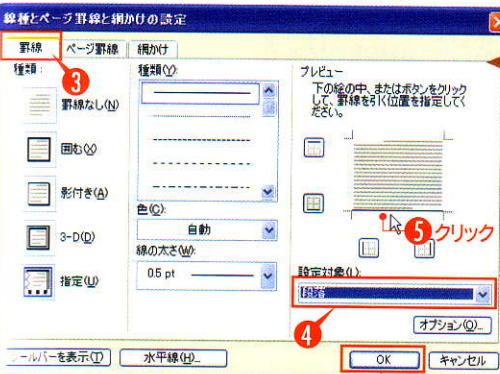 線種とページ罫線と網かけの設定
罫線
ページ罫線
網かけ
③
種類:
罫線なし(N)
囲む(X)
影付き(A)
3-D(D)
指定(U)
種類(Y):
色(C):
自動
線の太さ(W):
0.5 pt
プレビュー
下の絵の中、またはボタンをクリック
して、罫線を引く位置を指定してく
ださい。
⑤クリック
設定対象(L):
段落
④
オプション(O)...
ールバーを表示(T)
水平線(H)...
OK
キャンセル